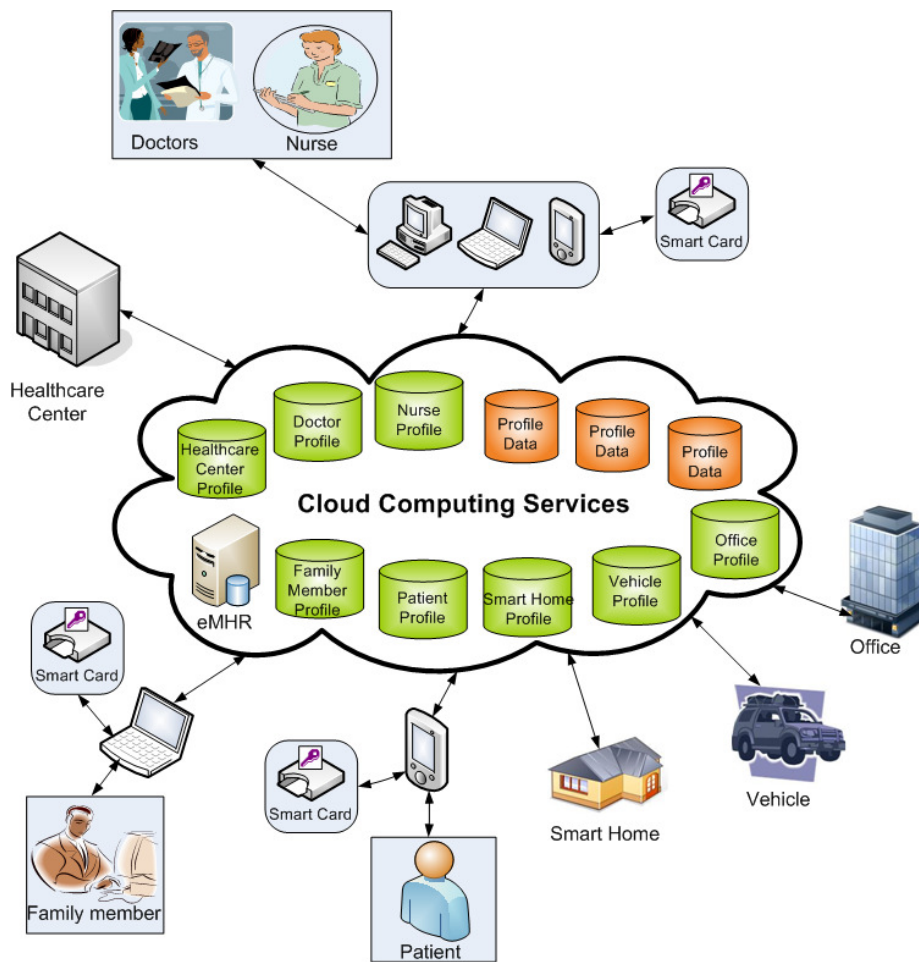 Doctors
Nurse
Smart Card
Healthcare
Center
Nurse
Profile
Doctor
Profile
Healthcare
Center
Profile
Profile
Data
Profile
Data
Profile
Data
Cloud Computing Services
Office
Profile
Vehicle
Profile
Smart Home
Profile
Patient
Profile
Family
Member
Profile
eMHR
Office
Smart Card
Vehicle
Smart Card
Smart Home
Family member
Patient